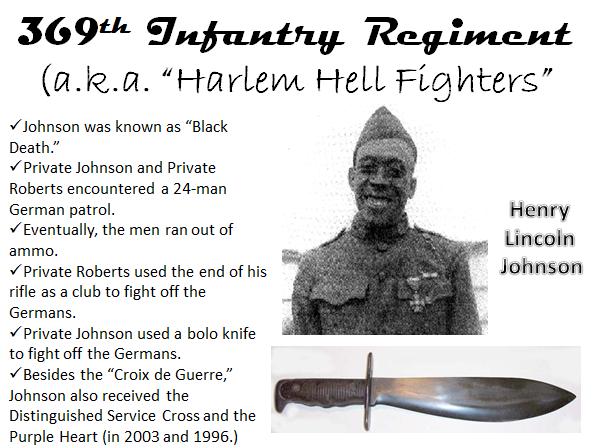 369th Infantry Regiment
(a.k.a. “Harlem Hell Fighters”
✓Johnson was known as “Black
Death.”
✓Private Johnson and Private
Roberts encountered a 24-man
German patrol.
✓Eventually, the men ran out of
ammo.
✓Private Roberts used the end of his
rifle as a club to fight off the
Germans.
✓Private Johnson used a bolo knife
to fight off the Germans.
✓Besides the “Croix de Guerre,”
Johnson also received the
Distinguished Service Cross and the
Purple Heart (in 2003 and 1996.)
Henry
Lincoln
Johnson